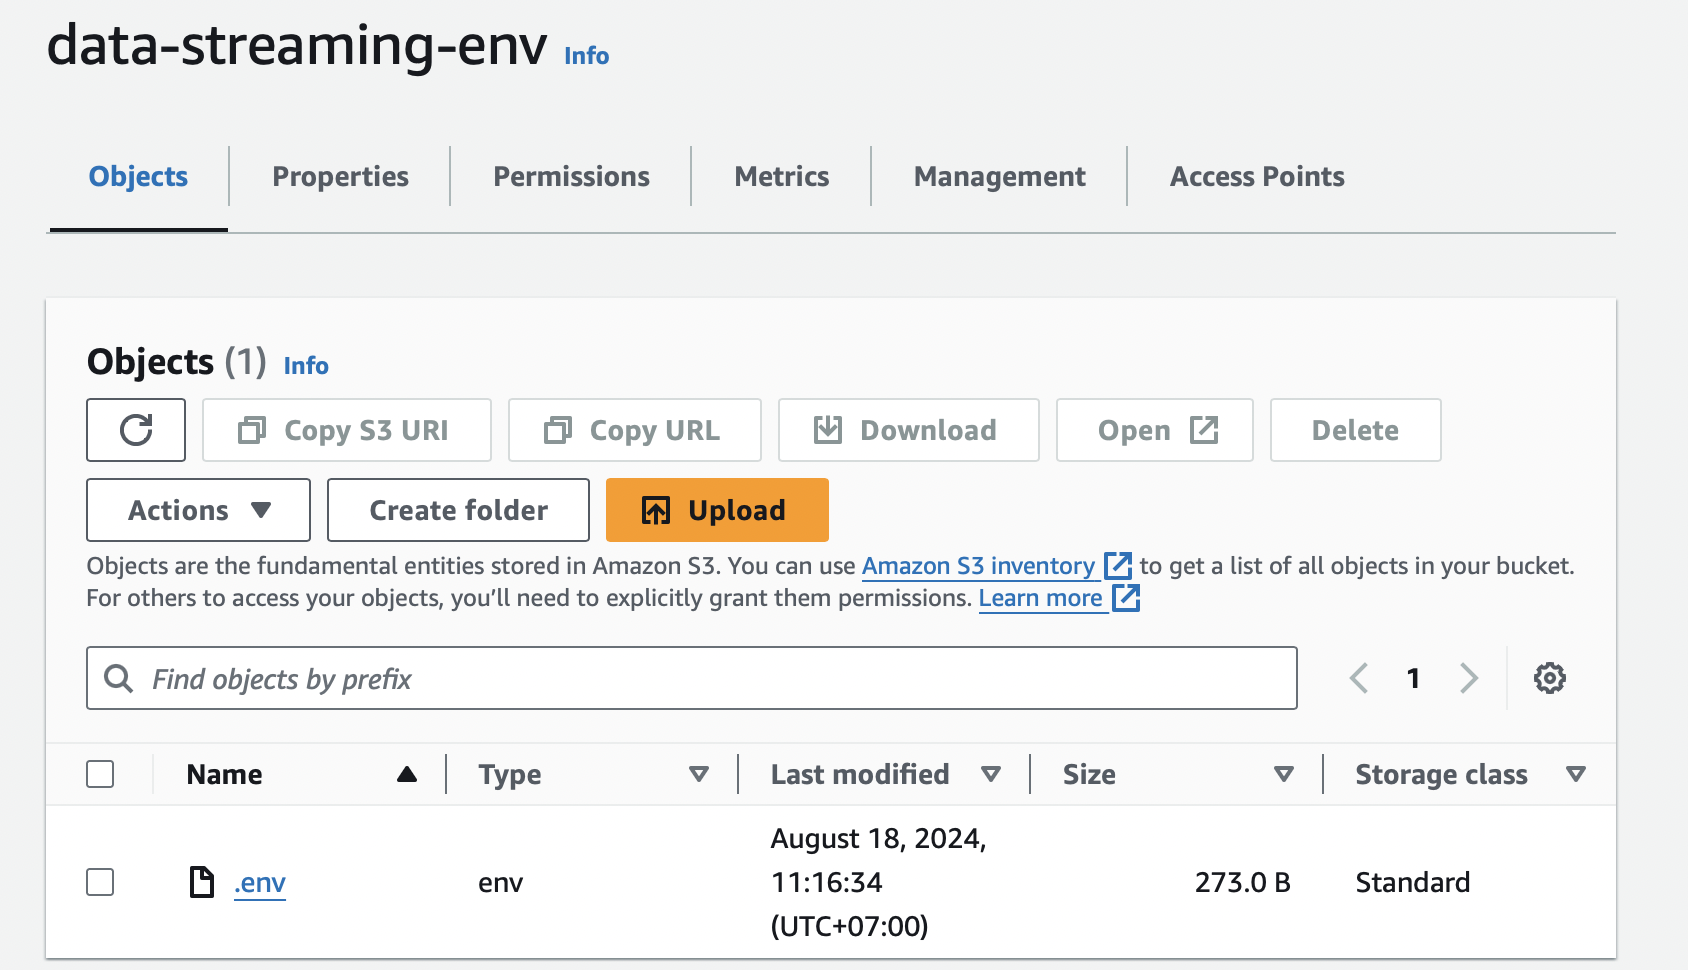 data-streaming-env Info
Objects Properties Permissions Metrics Management Access Points
Objects (1) Info
Copy S3 URI Copy URL Download Open Delete
Actions Create folder Upload
Objects are the fundamental entities stored in Amazon S3. You can use Amazon S3 inventory to get a list of all objects in your bucket.
For others to access your objects, you’ll need to explicitly grant them permissions. Learn more
Find objects by prefix 1
Name Type Last modified Size Storage class
.env env August 18, 2024, 273.0 B Standard
11:16:34
(UTC+07:00)